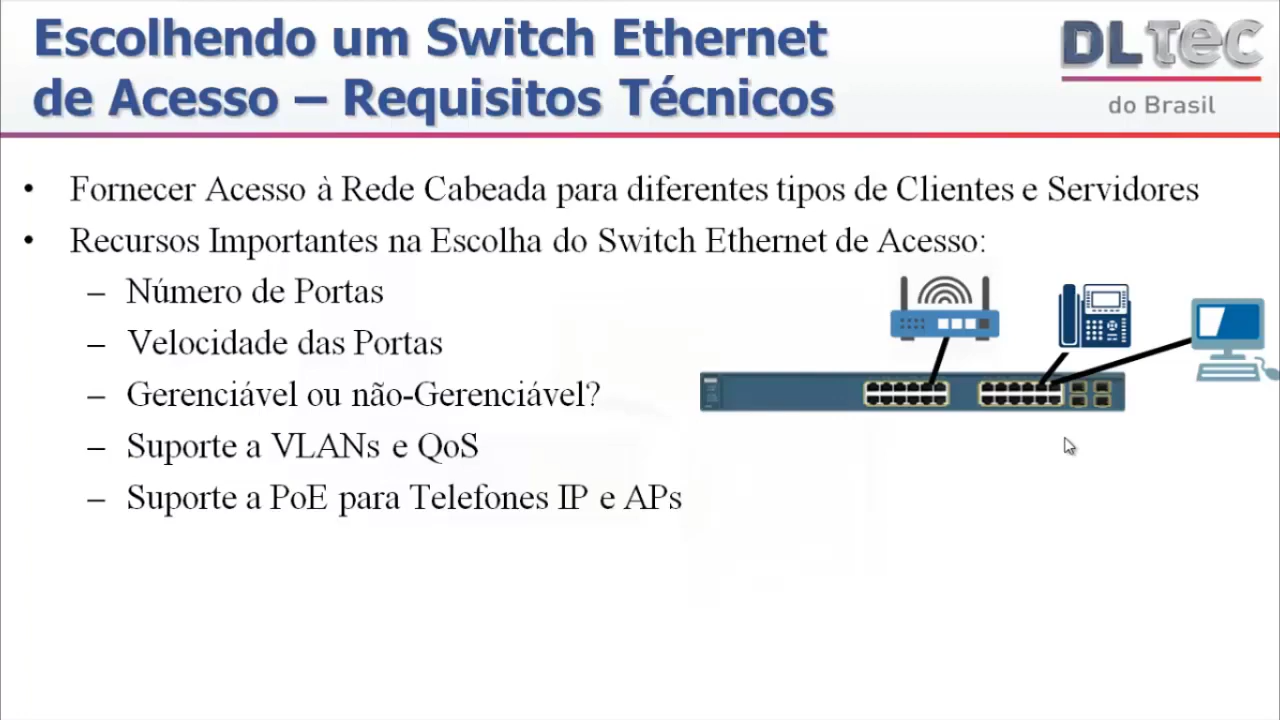 Escolhendo um Switch Ethernet
de Acesso – Requisitos Técnicos
DLTec
do Brasil
• Fornecer Acesso à Rede Cabeada para diferentes tipos de Clientes e Servidores
• Recursos Importantes na Escolha do Switch Ethernet de Acesso:
– Número de Portas
– Velocidade das Portas
– Gerenciável ou não-Gerenciável?
– Suporte a VLANs e QoS
– Suporte a PoE para Telefones IP e APs